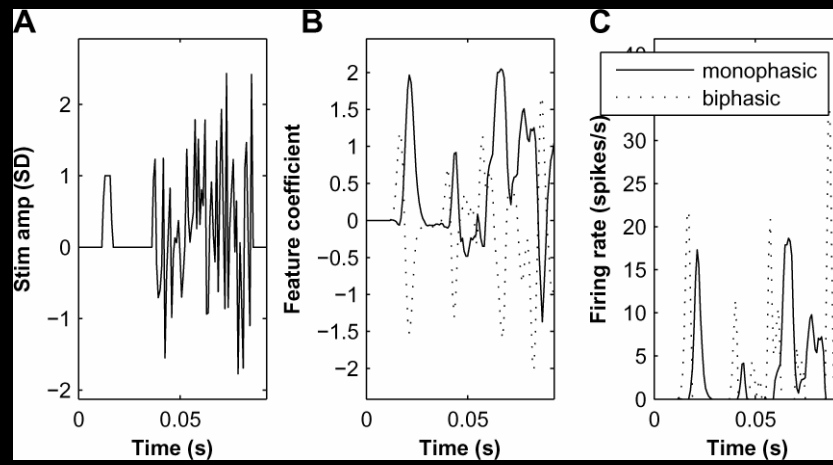 A
Stim amp (SD)
2
1
0
−1
−2
0
0.05
Time (s)
B
Feature coefficient
2
1.5
1
0.5
0
−0.5
−1
−1.5
−2
0
0.05
Time (s)
C
monophasic
biphasic
Firing rate (spikes/s)
40
30
25
20
15
10
5
0
0
0.05
Time (s)